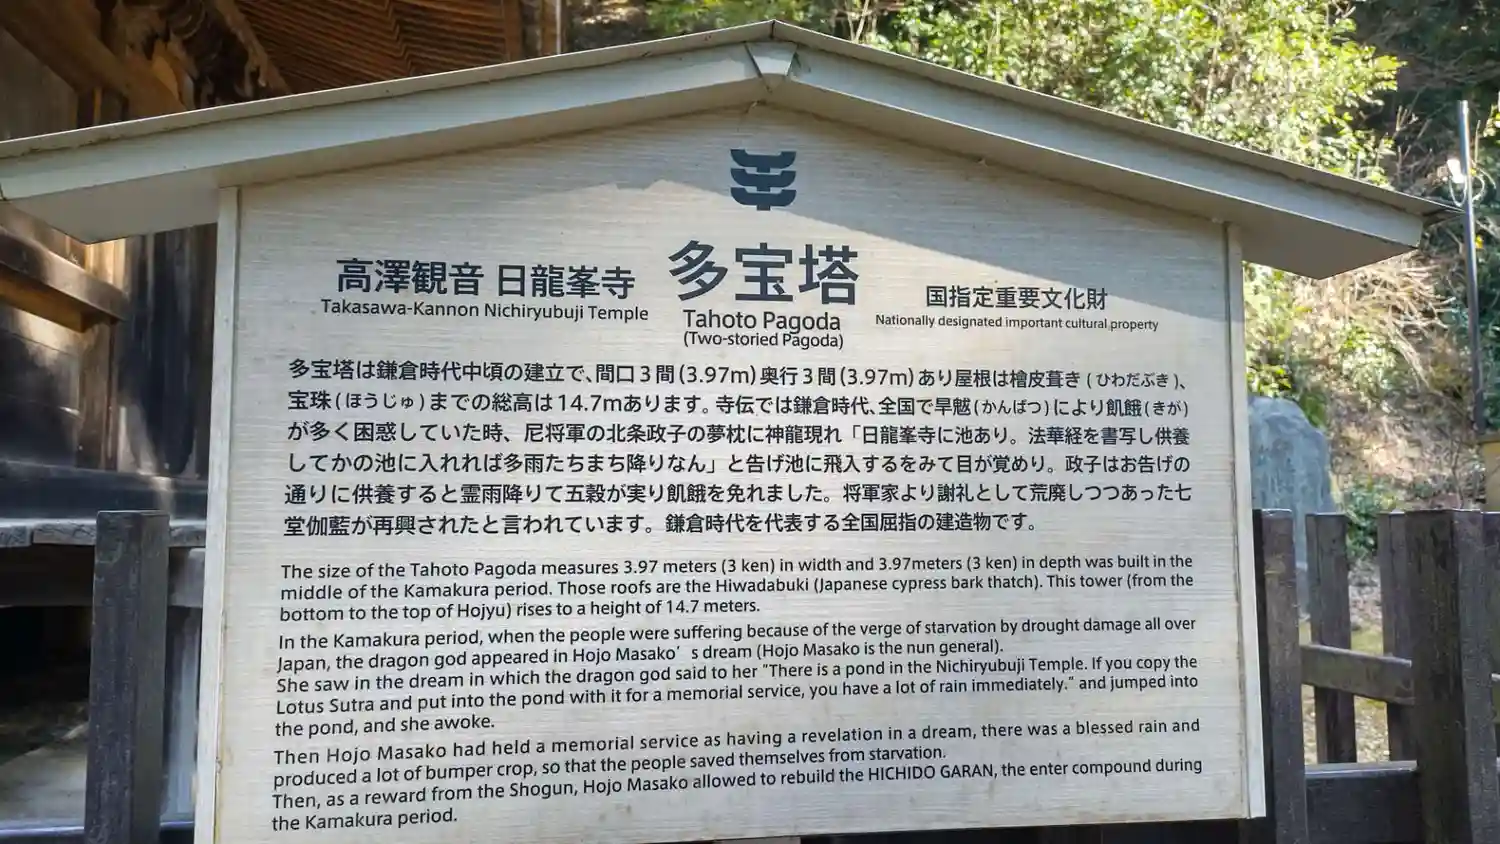 高澤観音 日龍峯寺
Takasawa-Kannon Nichiryubuji Temple
多宝塔
Tahoto Pagoda
(Two-storied Pagoda)
国指定重要文化財
Nationally designated important cultural property
多宝塔は鎌倉時代中頃の建立で、間口3間(3.97m)奥行3間(3.97m)あり屋根は檜皮葺き(ひわだぶき)、
宝珠(ほうじゅ)までの総高は14.7mあります。寺伝では鎌倉時代、全国で旱魃(かんばつ)により飢餓(きが)
が多く困惑していた時、尼将軍の北条政子の夢枕に神龍現れ「日龍峯寺に池あり。法華経を書写し供養
してかの池に入れれば多雨たちまち降りなん」と告げ池に飛入するをみて目が覚めり。政子はお告げの
通りに供養すると霊雨降りて五穀が実り飢餓を免れました。将軍家より謝礼として荒廃しつつあった七
堂伽藍が再興されたと言われています。鎌倉時代を代表する全国屈指の建造物です。
The size of the Tahoto Pagoda measures 3.97 meters (3 ken) in width and 3.97meters (3 ken) in depth was built in the
middle of the Kamakura period. Those roofs are the Hiwadabuki (Japanese cypress bark thatch). This tower (from the
bottom to the top of Hojyu) rises to a height of 14.7 meters.
In the Kamakura period, when the people were suffering because of the verge of starvation by drought damage all over
Japan, the dragon god appeared in Hojo Masako's dream (Hojo Masako is the nun general).
She saw in the dream in which the dragon god said to her "There is a pond in the Nichiryubuji Temple. If you copy the
Lotus Sutra and put into the pond with it for a memorial service, you have a lot of rain immediately." and jumped into
the pond, and she awoke.
Then Hojo Masako had held a memorial service as having a revelation in a dream, there was a blessed rain and
produced a lot of bumper crop, so that the people saved themselves from starvation.
Then, as a reward from the Shogun, Hojo Masako allowed to rebuild the HICHIDO GARAN, the enter compound during
the Kamakura period.